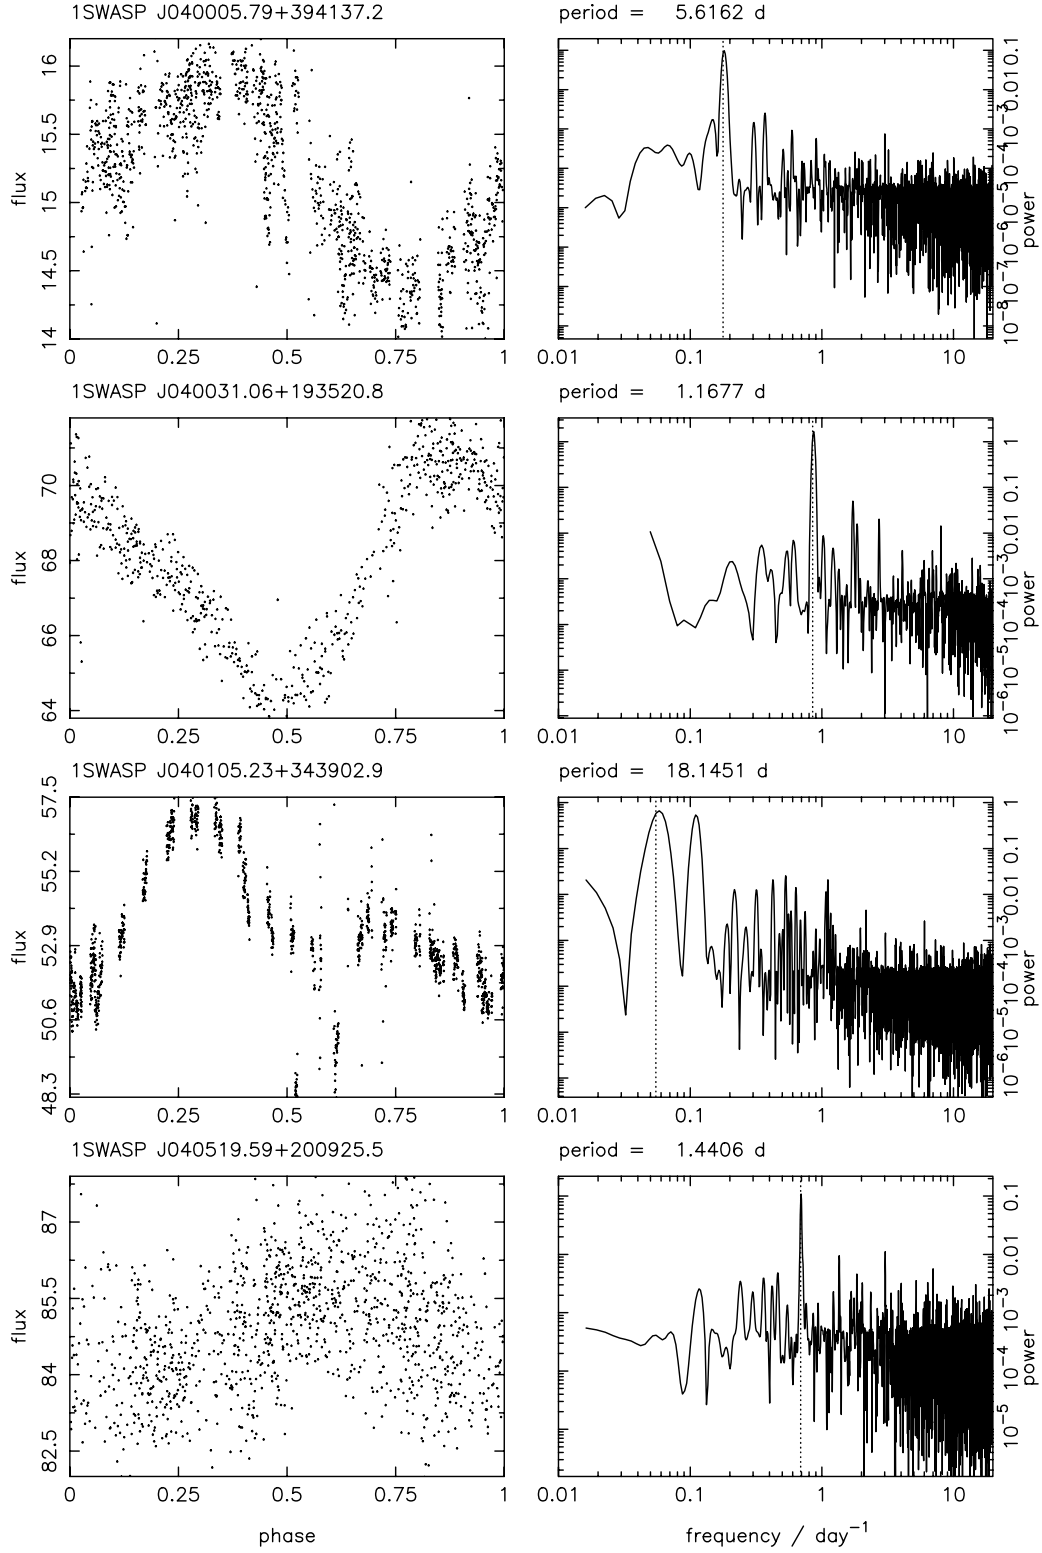 1SWASP J040005.79+394137.2
period = 5.6162 d
flux
16
15.5
15
14.5
14
0 0.25 0.5 0.75 1
0.1
0.01
10-3
10-4
10-5
10-6
10-7
10-8
power
0.01 0.1 1 10
1SWASP J040031.06+193520.8
period = 1.1677 d
flux
70
68
66
64
0 0.25 0.5 0.75 1
1
0.1
0.01
10-3
10-4
10-5
10-6
power
0.01 0.1 1 10
1SWASP J040105.23+343902.9
period = 18.1451 d
flux
57.5
55.2
52.9
50.6
48.3
0 0.25 0.5 0.75 1
1
0.1
0.01
10-3
10-4
10-5
10-6
power
0.01 0.1 1 10
1SWASP J040519.59+200925.5
period = 1.4406 d
flux
87
85.5
84
82.5
0 0.25 0.5 0.75 1
0.1
0.01
10-3
10-4
10-5
power
0.01 0.1 1 10
phase
frequency / day-1